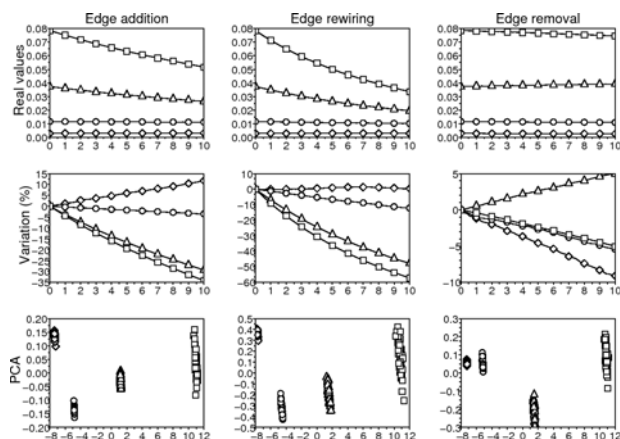 Edge addition Edge rewiring Edge removal
Real values
0.08 0.07 0.06 0.05 0.04 0.03 0.02 0.01 0.00
0 1 2 3 4 5 6 7 8 9 10
0.08 0.07 0.06 0.05 0.04 0.03 0.02 0.01 0.00
0 1 2 3 4 5 6 7 8 9 10
0.08 0.07 0.06 0.05 0.04 0.03 0.02 0.01 0.00
0 1 2 3 4 5 6 7 8 9 10
Variation (%)
15 10 5 0 −5 −10 −15 −20 −25 −30 −35
0 1 2 3 4 5 6 7 8 9 10
10 0 −10 −20 −30 −40 −50 −60
0 1 2 3 4 5 6 7 8 9 10
5 0 −5 −10
0 1 2 3 4 5 6 7 8 9 10
PCA
0.20 0.15 0.10 0.05 0.00 −0.05 −0.10 −0.15 −0.20
−8 −6 −4 −2 0 2 4 6 8 10 12
0.5 0.4 0.3 0.2 0.1 0.0 −0.1 −0.2 −0.3 −0.4 −0.5
−8 −6 −4 −2 0 2 4 6 8 10 12
0.3 0.2 0.1 0.0 −0.1 −0.2 −0.3
−8 −6 −4 −2 0 2 4 6 8 10 12